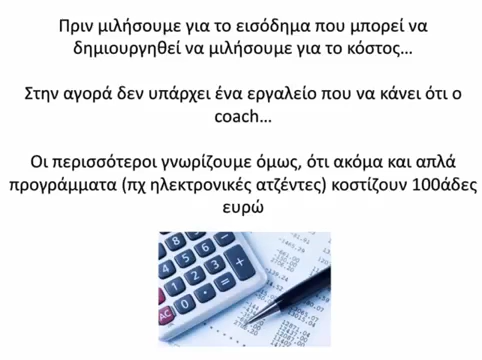 Πριν μιλήσουμε για το εισόδημα που μπορεί να
δημιουργηθεί να μιλήσουμε για το κόστος…
Στην αγορά δεν υπάρχει ένα εργαλείο που να κάνει ότι ο
coach…
Οι περισσότεροι γνωρίζουμε όμως, ότι ακόμα και απλά
προγράμματα (πχ ηλεκτρονικές ατζέντες) κοστίζουν 100άδες
ευρώ